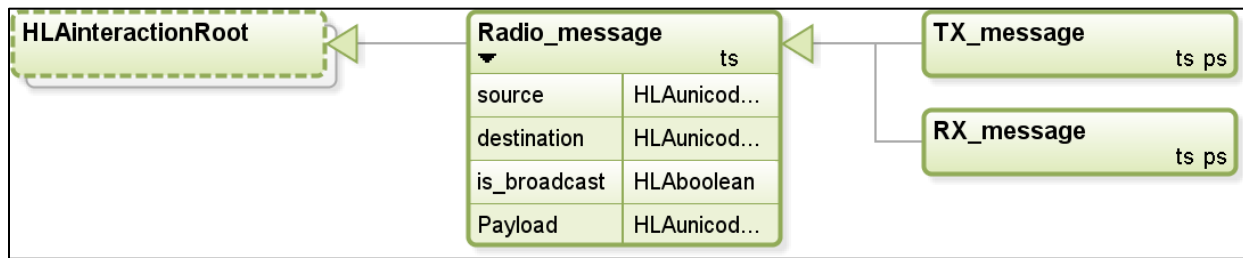 HLAinteractionRoot
Radio_message
ts
source HLAunicod...
destination HLAunicod...
is_broadcast HLAboolean
Payload HLAunicod...
TX_message
ts ps
RX_message
ts ps